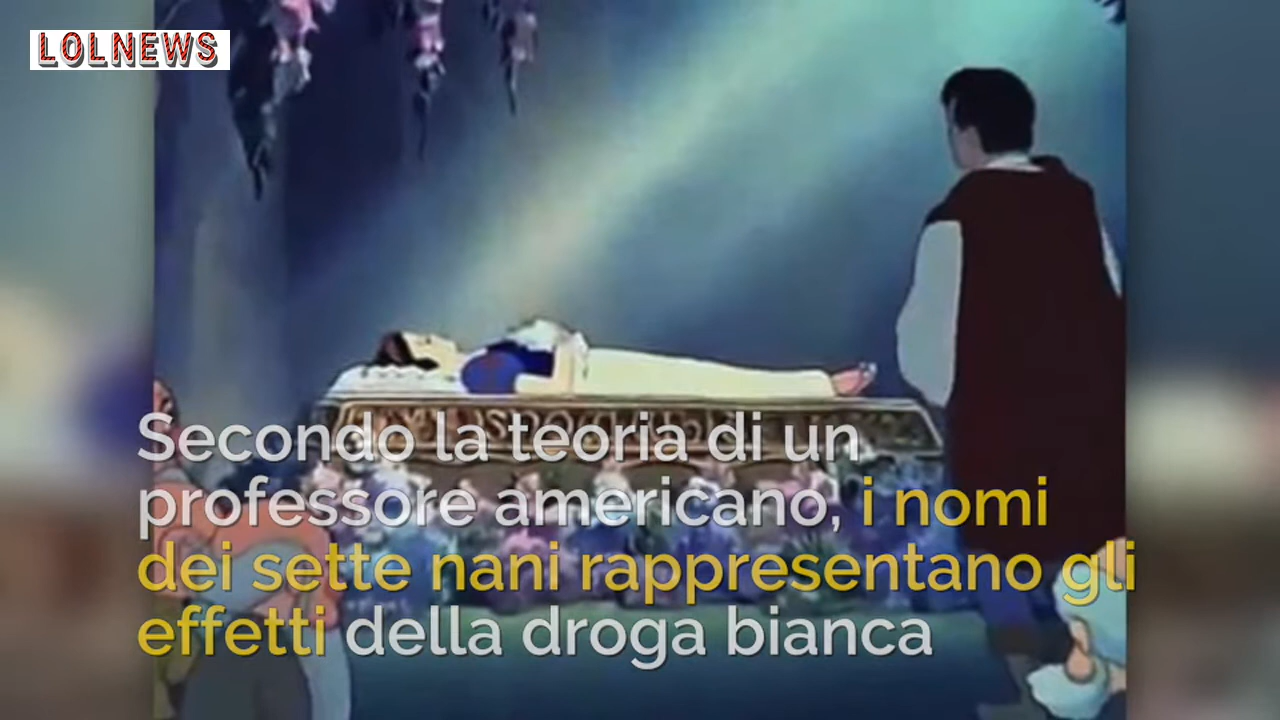 LOLNEWS
Secondo la teoria di un
professore americano, i nomi
dei sette nani rappresentano gli
effetti della droga bianca